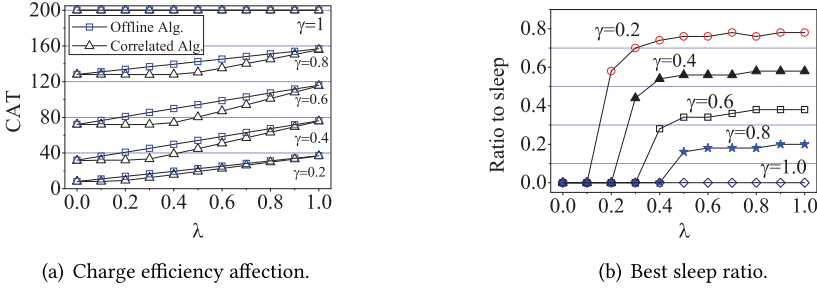 200
160
120
80
40
0
CAT
Offline Alg.
Correlated Alg.
γ=1
γ=0.8
γ=0.6
γ=0.4
γ=0.2
0.0 0.2 0.4 0.6 0.8 1.0
λ
(a) Charge efficiency affection.
0.8
0.6
0.4
0.2
0.0
Ratio to sleep
γ=0.2
γ=0.4
γ=0.6
γ=0.8
γ=1.0
0.0 0.2 0.4 0.6 0.8 1.0
λ
(b) Best sleep ratio.